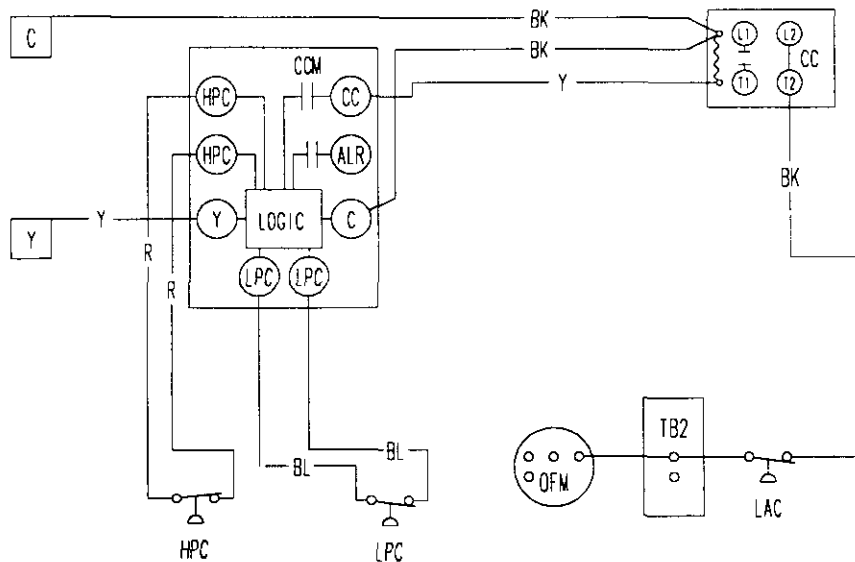 C
BK
BK
Y
L1
L2
CC
T1
T2
CCM
HPC
CC
HPC
ALR
BK
Y
Y
Y
LOGIC
C
R
R
LPC
LPC
BL
BL
HPC
LPC
OFM
TB2
LAC